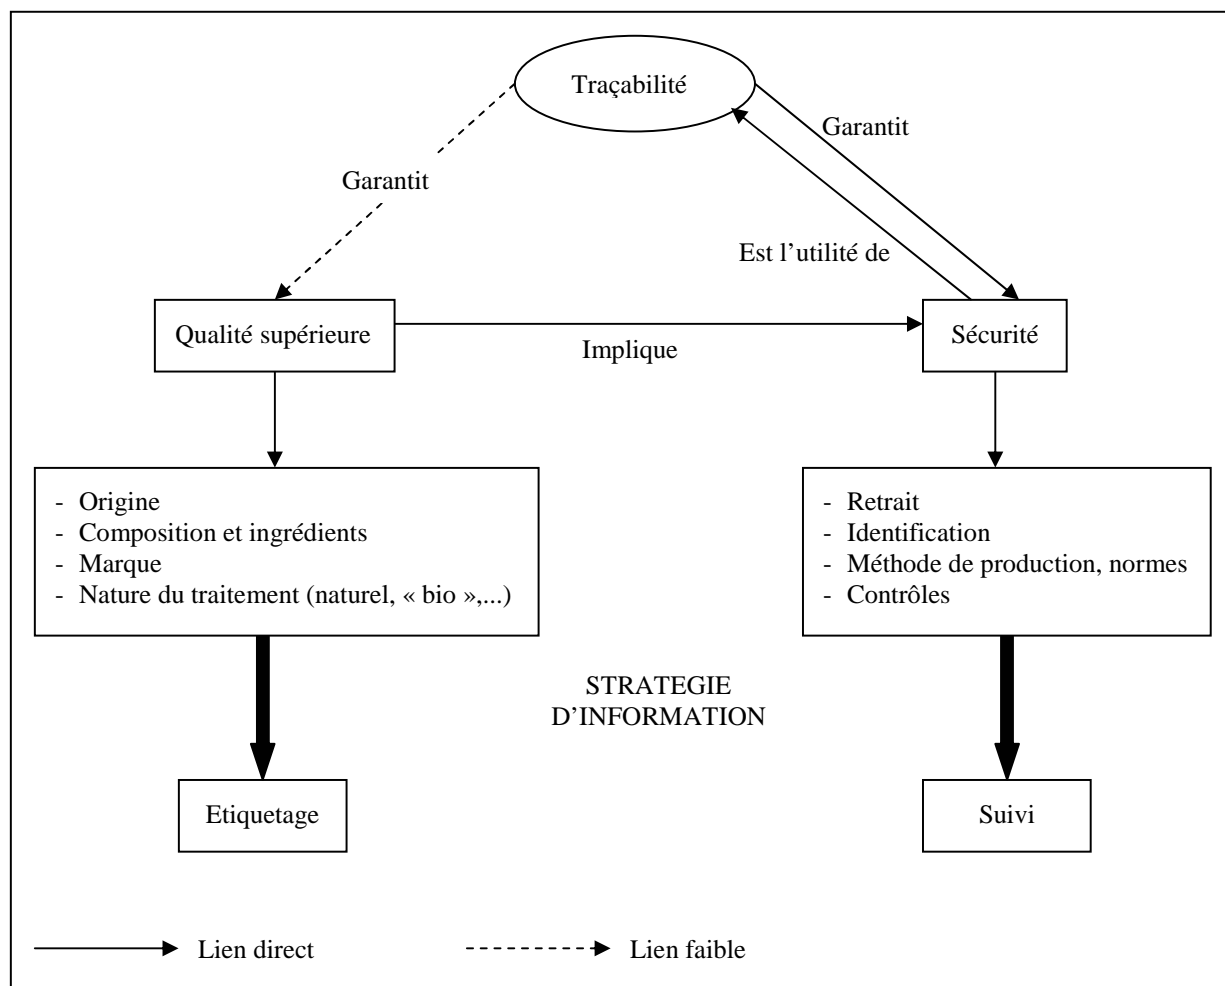 Traçabilité
Garantit
Garantit
Est l’utilité de
Qualité supérieure
Implique
Sécurité
- Origine
- Composition et ingrédients
- Marque
- Nature du traitement (naturel, « bio »,...)
- Retrait
- Identification
- Méthode de production, normes
- Contrôles
STRATEGIE
D’INFORMATION
Etiquetage
Suivi
Lien direct
Lien faible